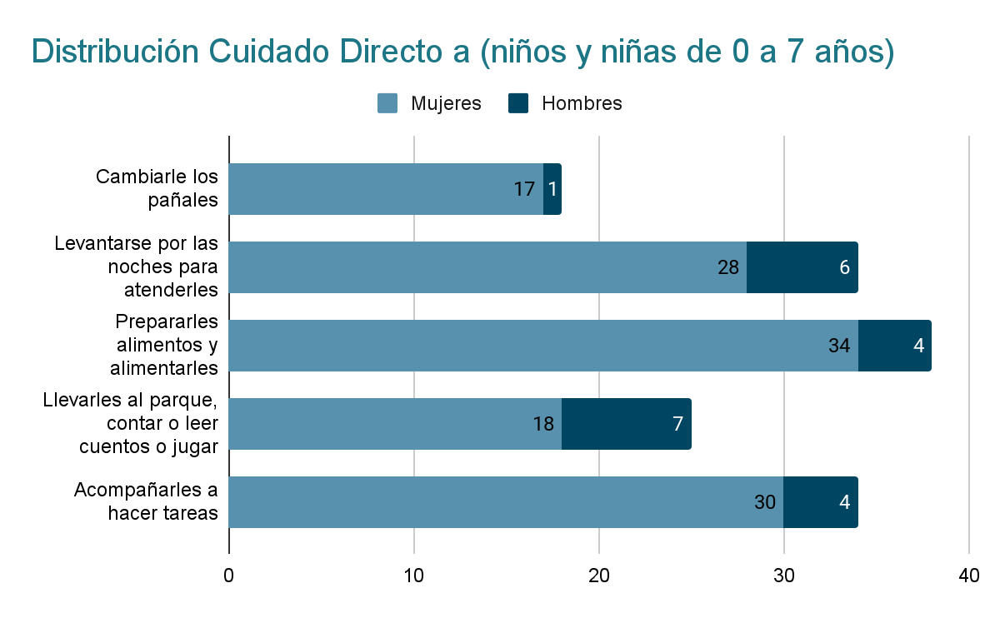 Distribución Cuidado Directo a (niños y niñas de 0 a 7 años)
Mujeres Hombres
Cambiarle los
pañales
17 1
Levantarse por las
noches para
atenderles
28 6
Prepararles
alimentos y
alimentarles
34 4
Llevarles al parque,
contar o leer
cuentos o jugar
18 7
Acompañarles a
hacer tareas
30 4
0 10 20 30 40